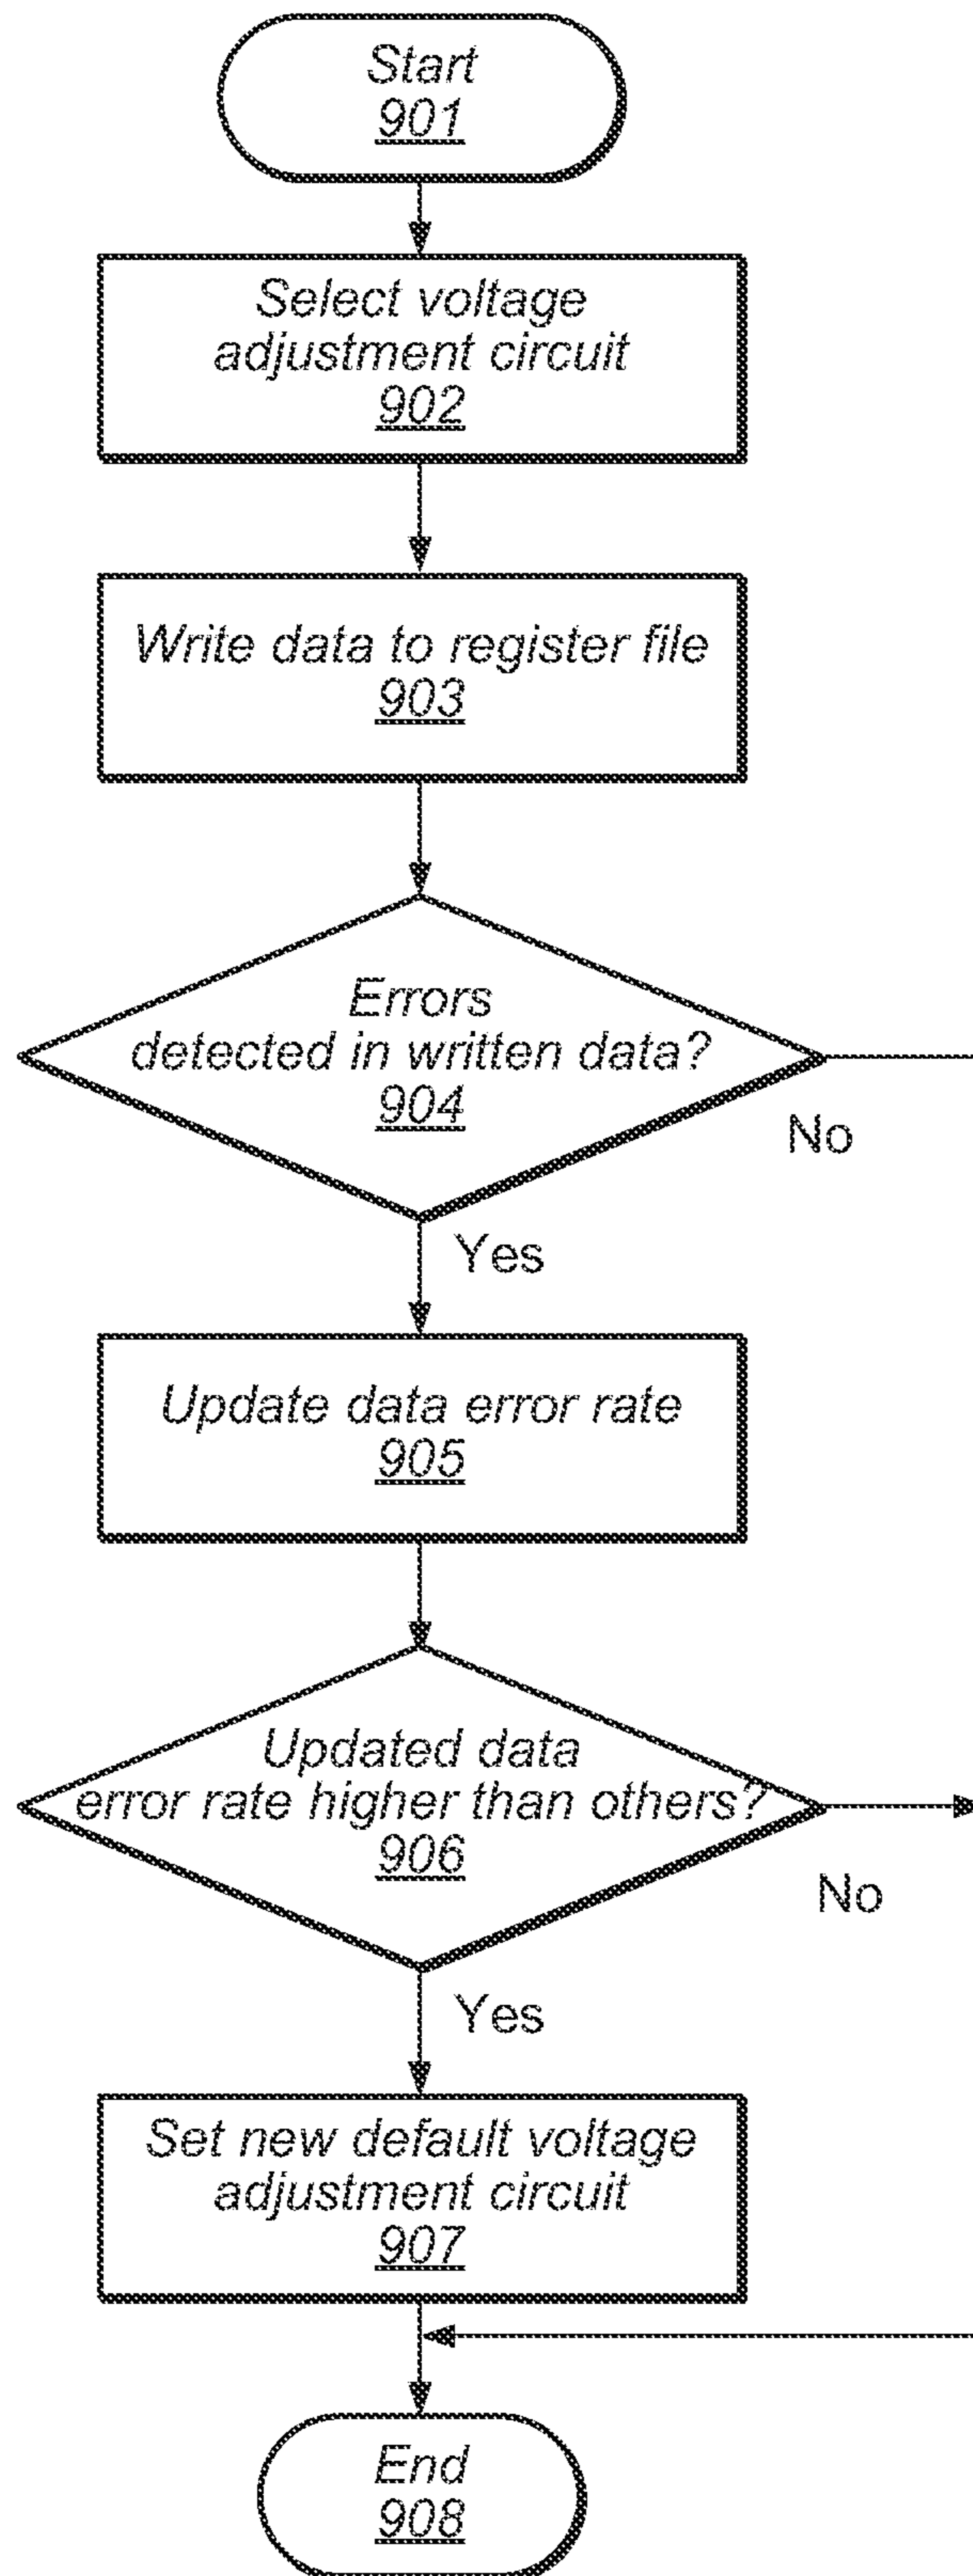 Start
901
Select voltage
adjustment circuit
902
Write data to register file
903
Errors
detected in written data?
904
No
Yes
Update data error rate
905
Updated data
error rate higher than others?
906
No
Yes
Set new default voltage
adjustment circuit
907
End
908